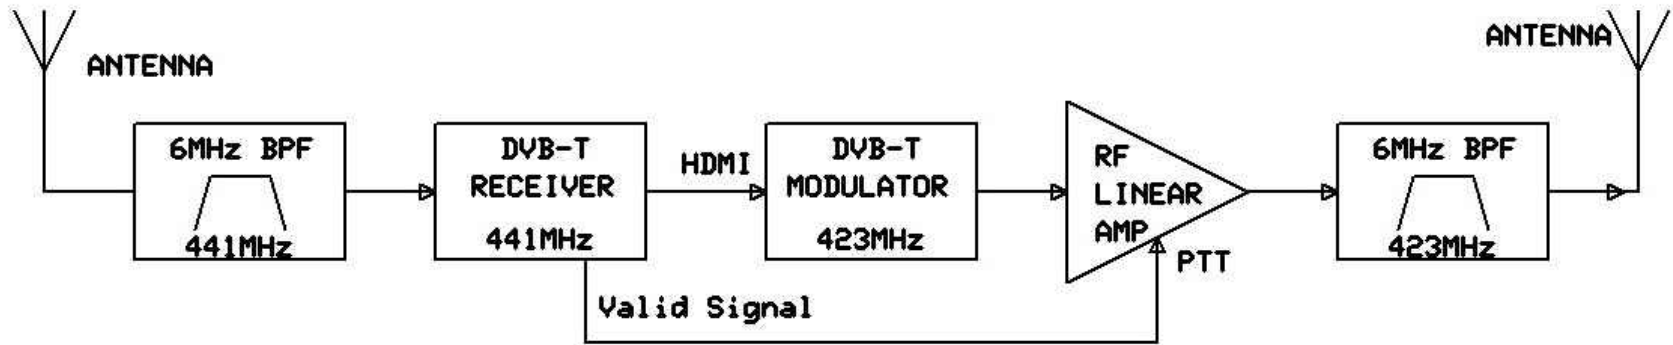 ANTENNA
6MHz BPF
441MHz
DVB-T
RECEIVER
441MHz
HDMI
DVB-T
MODULATOR
423MHz
RF
LINEAR
AMP
PTT
6MHz BPF
423MHz
ANTENNA
Valid Signal